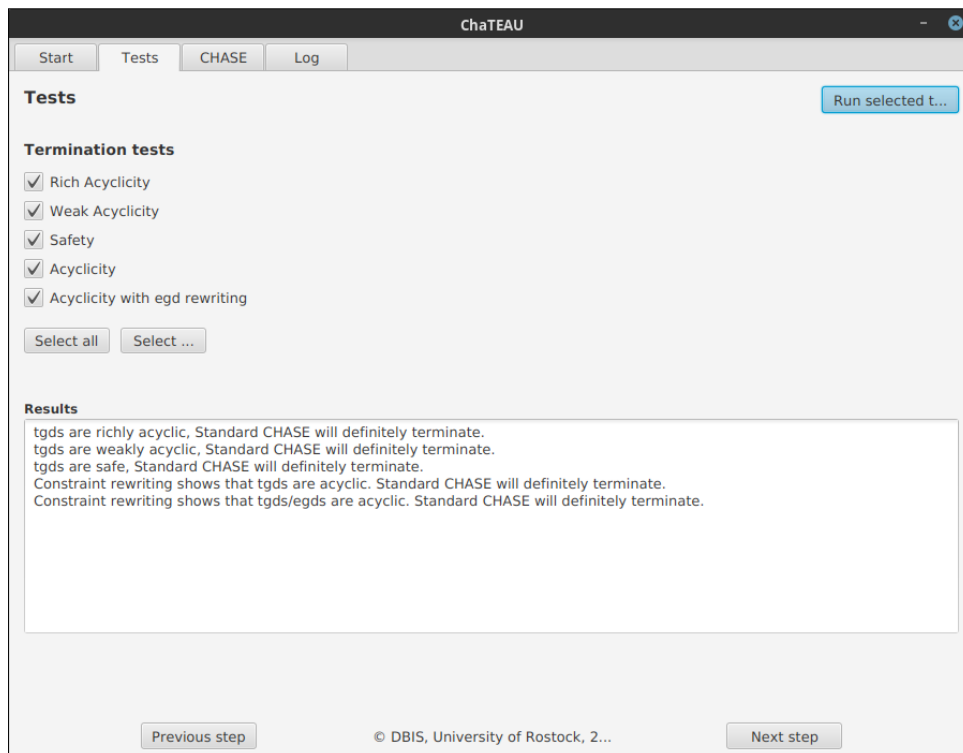 ChaTEAU
Start Tests CHASE Log
Tests
Run selected t...
Termination tests
Rich Acyclicity
Weak Acyclicity
Safety
Acyclicity
Acyclicity with egd rewriting
Select all Select ...
Results
tgds are richly acyclic, Standard CHASE will definitely terminate.
tgds are weakly acyclic, Standard CHASE will definitely terminate.
tgds are safe, Standard CHASE will definitely terminate.
Constraint rewriting shows that tgds are acyclic. Standard CHASE will definitely terminate.
Constraint rewriting shows that tgds/egds are acyclic. Standard CHASE will definitely terminate.
Previous step © DBIS, University of Rostock, 2... Next step